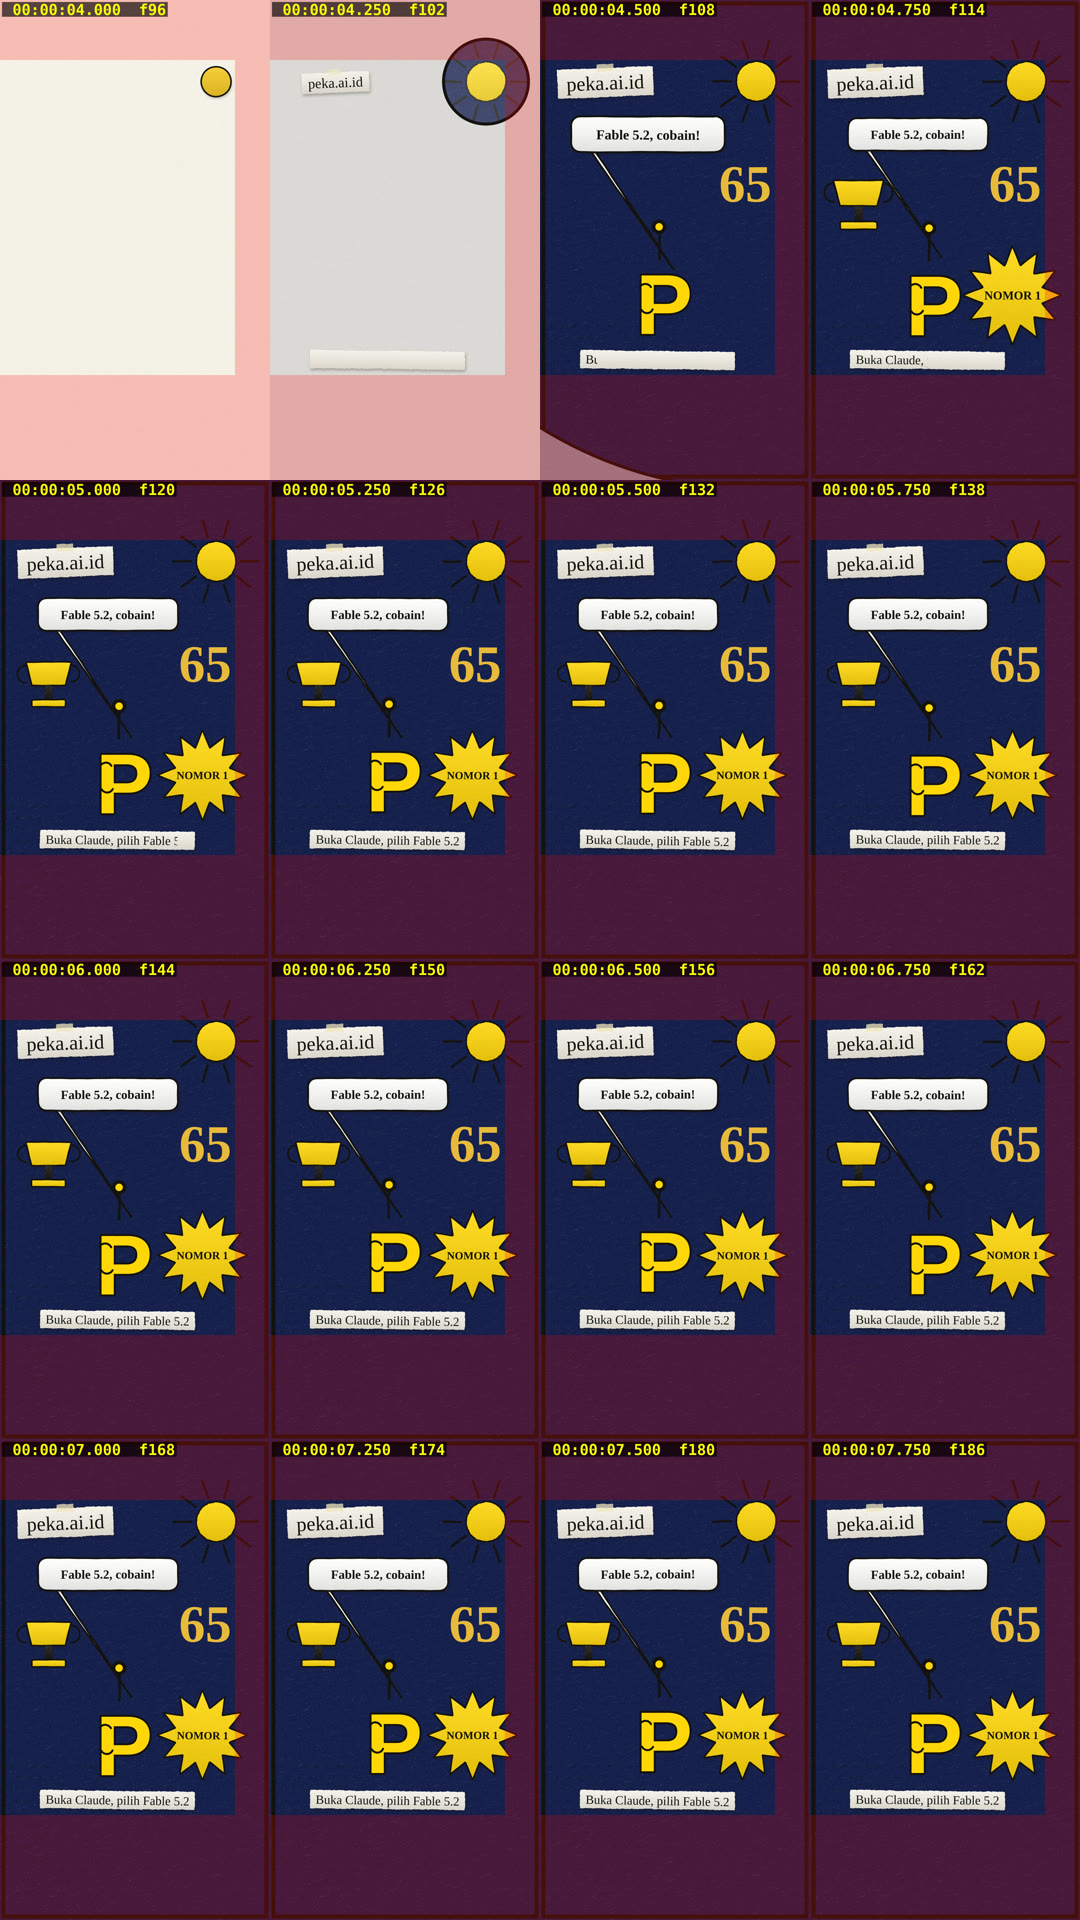 00:00:04.000 f96
00:00:04.250 f102
peka.ai.id
00:00:04.500 f108
peka.ai.id
Fable 5.2, cobain!
65
P
Bu
00:00:04.750 f114
peka.ai.id
Fable 5.2, cobain!
65
P
NOMOR 1
Buka Claude,
00:00:05.000 f120
peka.ai.id
Fable 5.2, cobain!
65
P
NOMOR 1
Buka Claude, pilih Fable
00:00:05.250 f126
peka.ai.id
Fable 5.2, cobain!
65
P
NOMOR 1
Buka Claude, pilih Fable 5.2
00:00:05.500 f132
peka.ai.id
Fable 5.2, cobain!
65
P
NOMOR 1
Buka Claude, pilih Fable 5.2
00:00:05.750 f138
peka.ai.id
Fable 5.2, cobain!
65
P
NOMOR 1
Buka Claude, pilih Fable 5.2
00:00:06.000 f144
peka.ai.id
Fable 5.2, cobain!
65
P
NOMOR 1
Buka Claude, pilih Fable 5.2
00:00:06.250 f150
peka.ai.id
Fable 5.2, cobain!
65
P
NOMOR 1
Buka Claude, pilih Fable 5.2
00:00:06.500 f156
peka.ai.id
Fable 5.2, cobain!
65
P
NOMOR 1
Buka Claude, pilih Fable 5.2
00:00:06.750 f162
peka.ai.id
Fable 5.2, cobain!
65
P
NOMOR 1
Buka Claude, pilih Fable 5.2
00:00:07.000 f168
peka.ai.id
Fable 5.2, cobain!
65
P
NOMOR 1
Buka Claude, pilih Fable 5.2
00:00:07.250 f174
peka.ai.id
Fable 5.2, cobain!
65
P
NOMOR 1
Buka Claude, pilih Fable 5.2
00:00:07.500 f180
peka.ai.id
Fable 5.2, cobain!
65
P
NOMOR 1
Buka Claude, pilih Fable 5.2
00:00:07.750 f186
peka.ai.id
Fable 5.2, cobain!
65
P
NOMOR 1
Buka Claude, pilih Fable 5.2